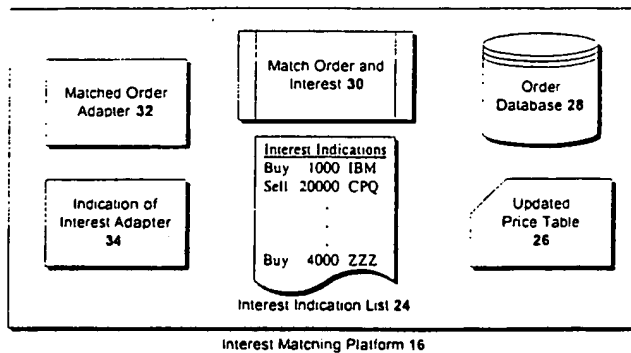 Matched Order
Adapter 32
Match Order and
Interest 30
Order
Database 28
Indication of
Interest Adapter
34
Interest Indications
Buy 1000 IBM
Sell 20000 CPQ
.
.
.
Buy 4000 ZZZ
Updated
Price Table
26
Interest Indication List 24
Interest Matching Platform 16